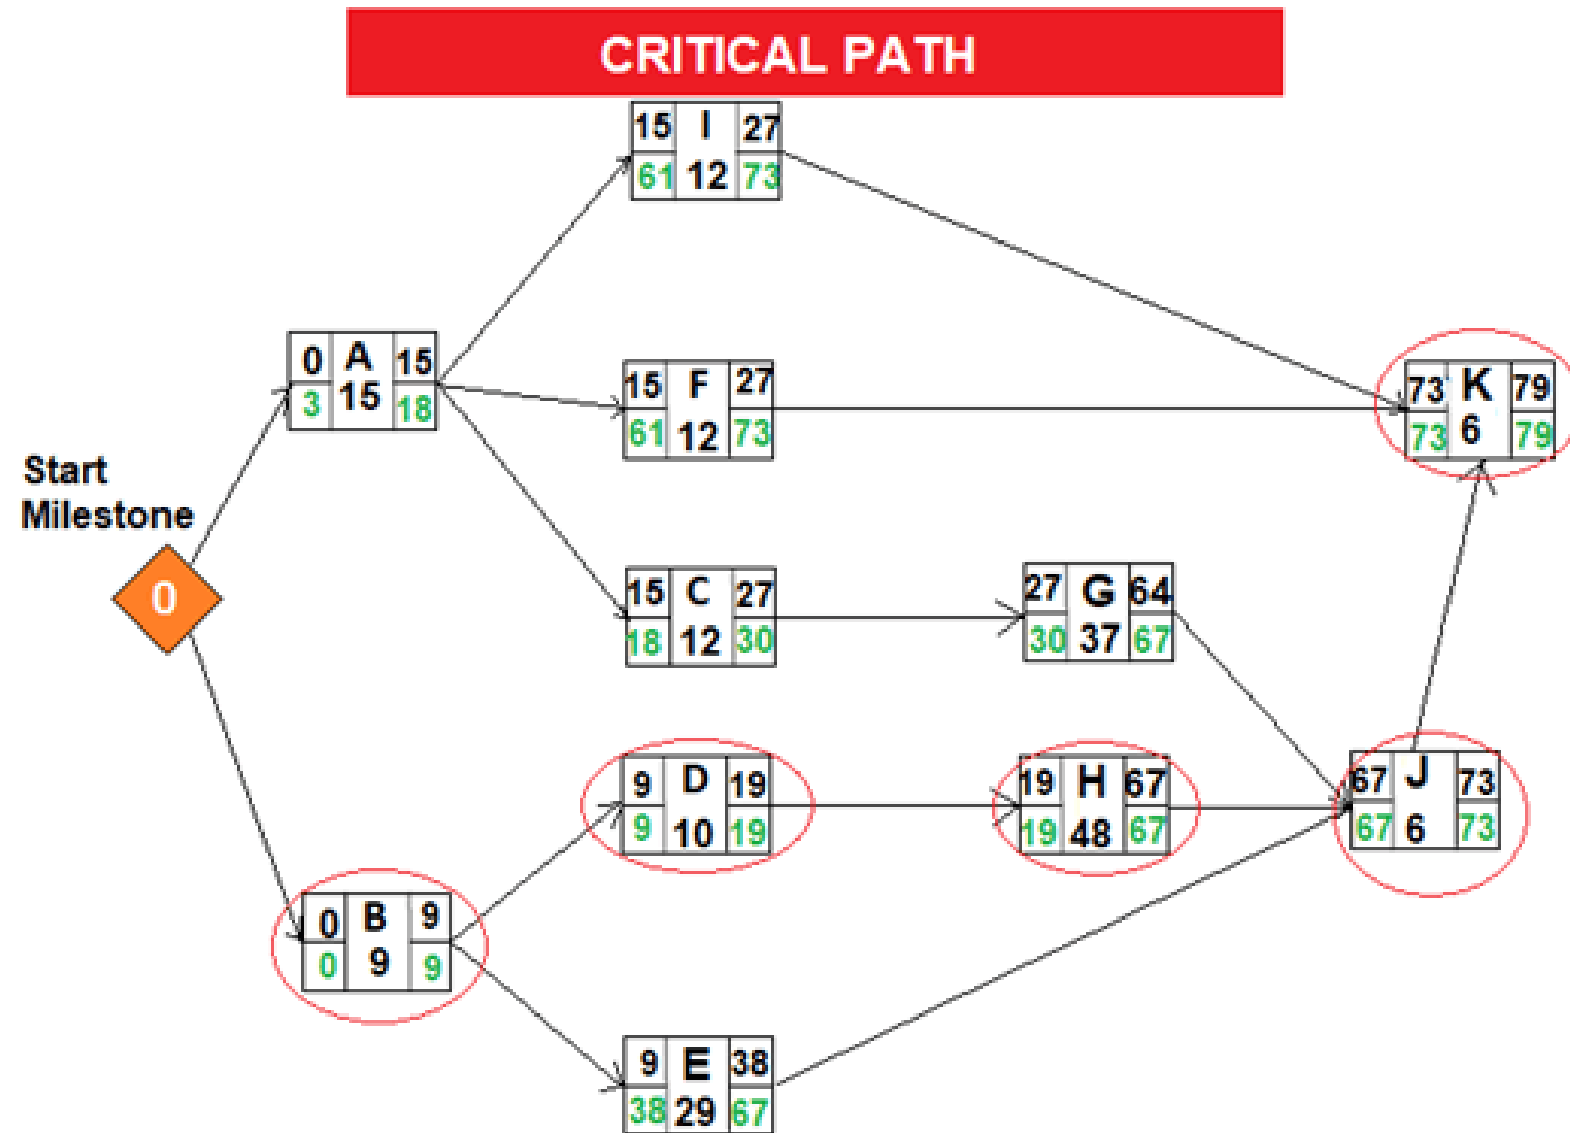 CRITICAL PATH
15 I 27
61 12 73
0 A 15
3 15 18
15 F 27
61 12 73
73 K 79
73 6 79
Start
Milestone
0
15 C 27
18 12 30
27 G 64
30 37 67
9 D 19
9 10 19
19 H 67
19 48 67
67 J 73
67 6 73
0 B 9
0 9 9
9 E 38
38 29 67